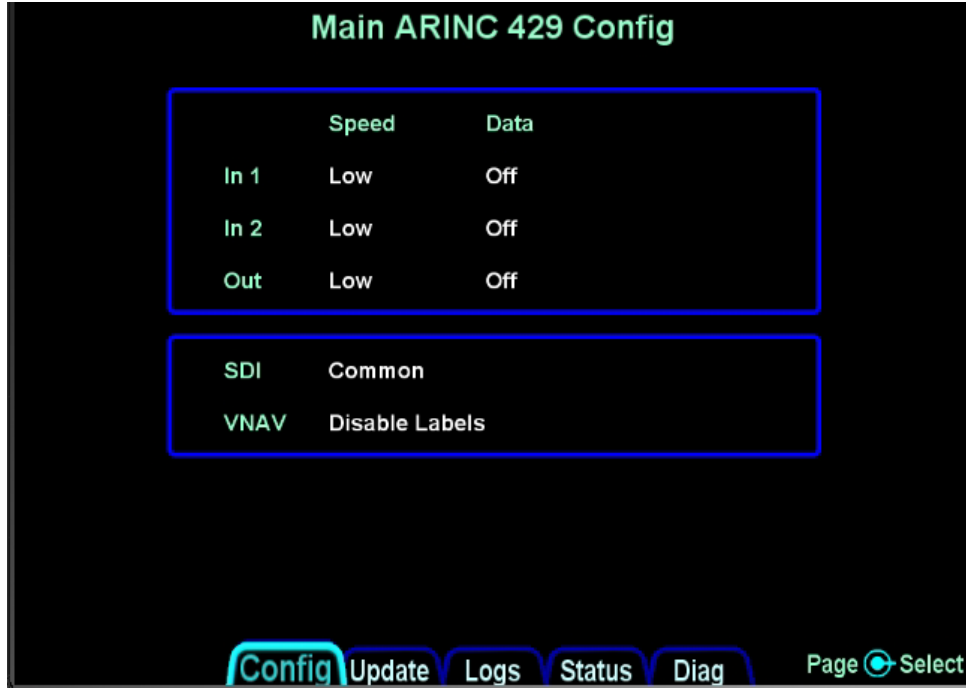 Main ARINC 429 Config
Speed Data
In 1 Low Off
In 2 Low Off
Out Low Off
SDI Common
VNAV Disable Labels
Config Update Logs Status Diag Page Select